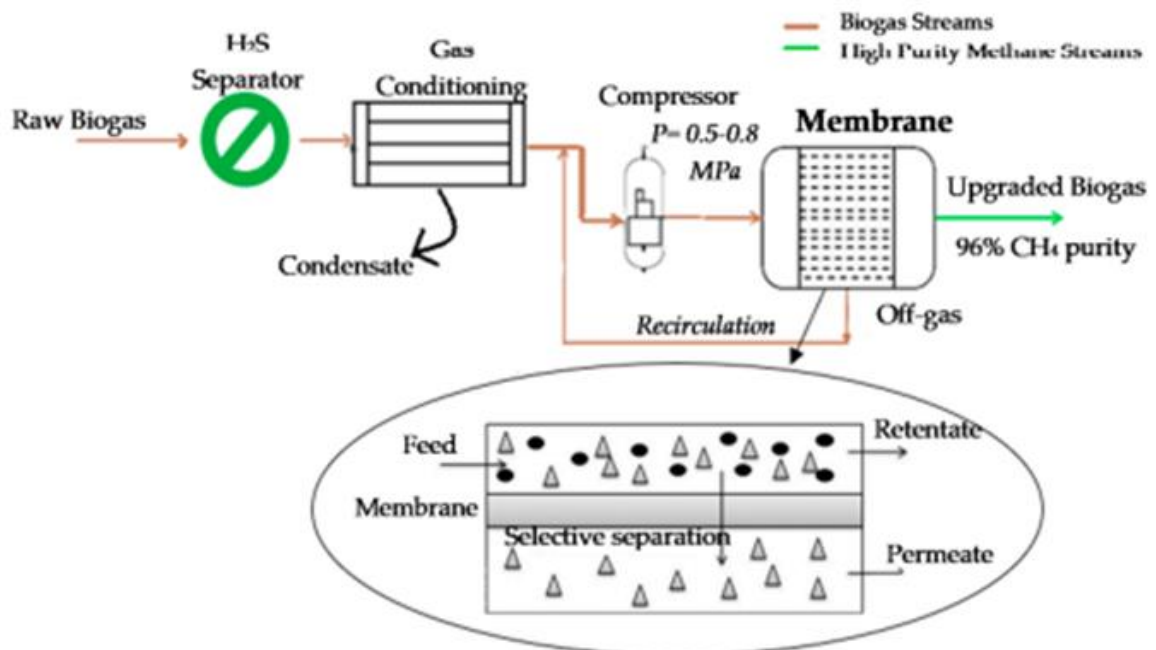 Biogas Streams
High Purity Methane Streams
H₂S
Separator
Gas
Conditioning
Raw Biogas
Condensate
Compressor
P= 0.5-0.8
MPa
Membrane
Upgraded Biogas
96% CH₄ purity
Off-gas
Recirculation
Feed
Retentate
Membrane
Selective separation
Permeate